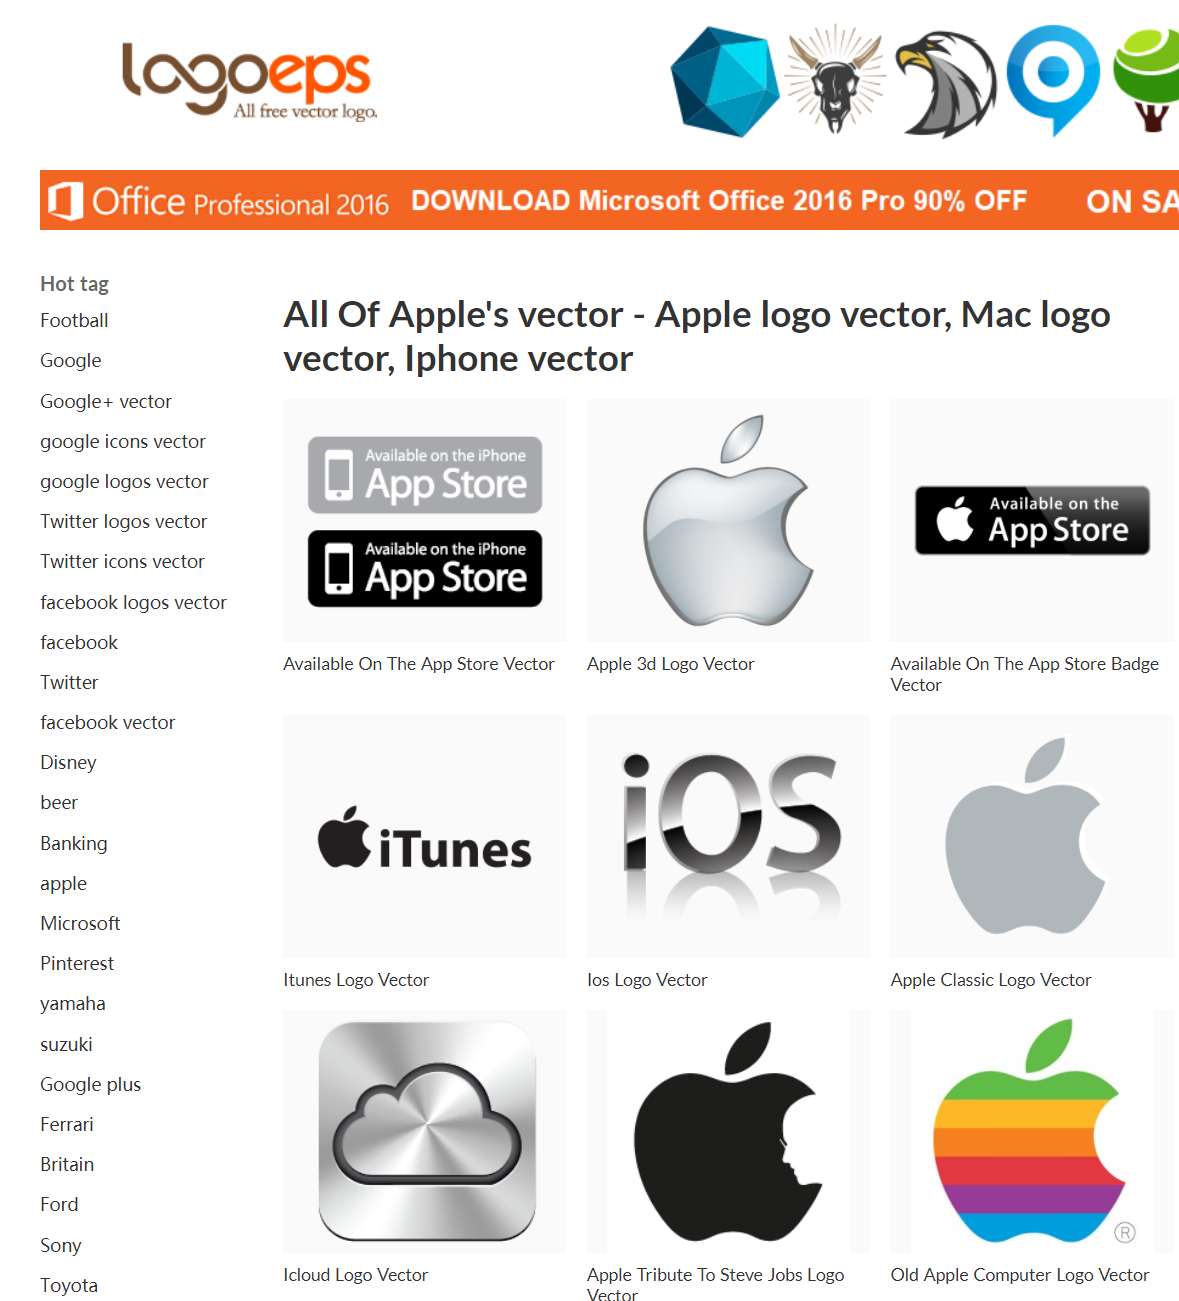 logoeps
All free vector logo.
Office Professional 2016 DOWNLOAD Microsoft Office 2016 Pro 90% OFF ON SA
Hot tag
Football
Google
Google+ vector
google icons vector
google logos vector
Twitter logos vector
Twitter icons vector
facebook logos vector
facebook
Twitter
facebook vector
Disney
beer
Banking
apple
Microsoft
Pinterest
yamaha
suzuki
Google plus
Ferrari
Britain
Ford
Sony
Toyota
All Of Apple's vector - Apple logo vector, Mac logo
vector, Iphone vector
Available on the iPhone
App Store
Available on the iPhone
App Store
Available On The App Store Vector
Apple 3d Logo Vector
Available on the
App Store
Available On The App Store Badge
Vector
iTunes
Itunes Logo Vector
iOS
Ios Logo Vector
Apple Classic Logo Vector
Icloud Logo Vector
Apple Tribute To Steve Jobs Logo
Vector
®
Old Apple Computer Logo Vector